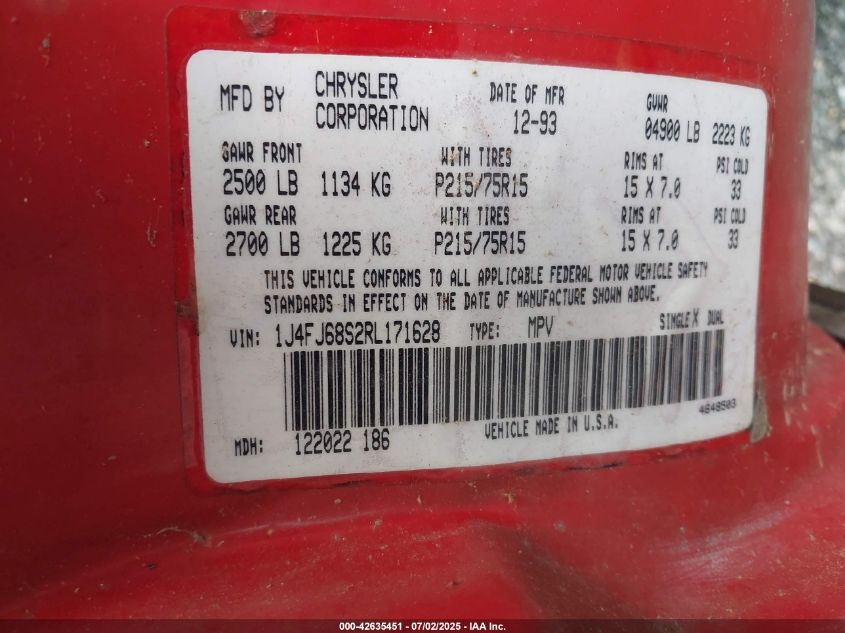 MFD BY CHRYSLER CORPORATION DATE OF MFR 12-93 GVWR 04900 LB 2223 KG
GAWR FRONT WITH TIRES RIMS AT PSI COLD
2500 LB 1134 KG P215/75R15 15 X 7.0 33
GAWR REAR WITH TIRES RIMS AT PSI COLD
2700 LB 1225 KG P215/75R15 15 X 7.0 33
THIS VEHICLE CONFORMS TO ALL APPLICABLE FEDERAL MOTOR VEHICLE SAFETY
STANDARDS IN EFFECT ON THE DATE OF MANUFACTURE SHOWN ABOVE.
VIN: 1J4FJ68S2RL171628 TYPE: MPV SINGLE X DUAL
4648503
MDH: 122022 186 VEHICLE MADE IN U.S.A.
000-42635451 - 07/02/2025 - IAA Inc.